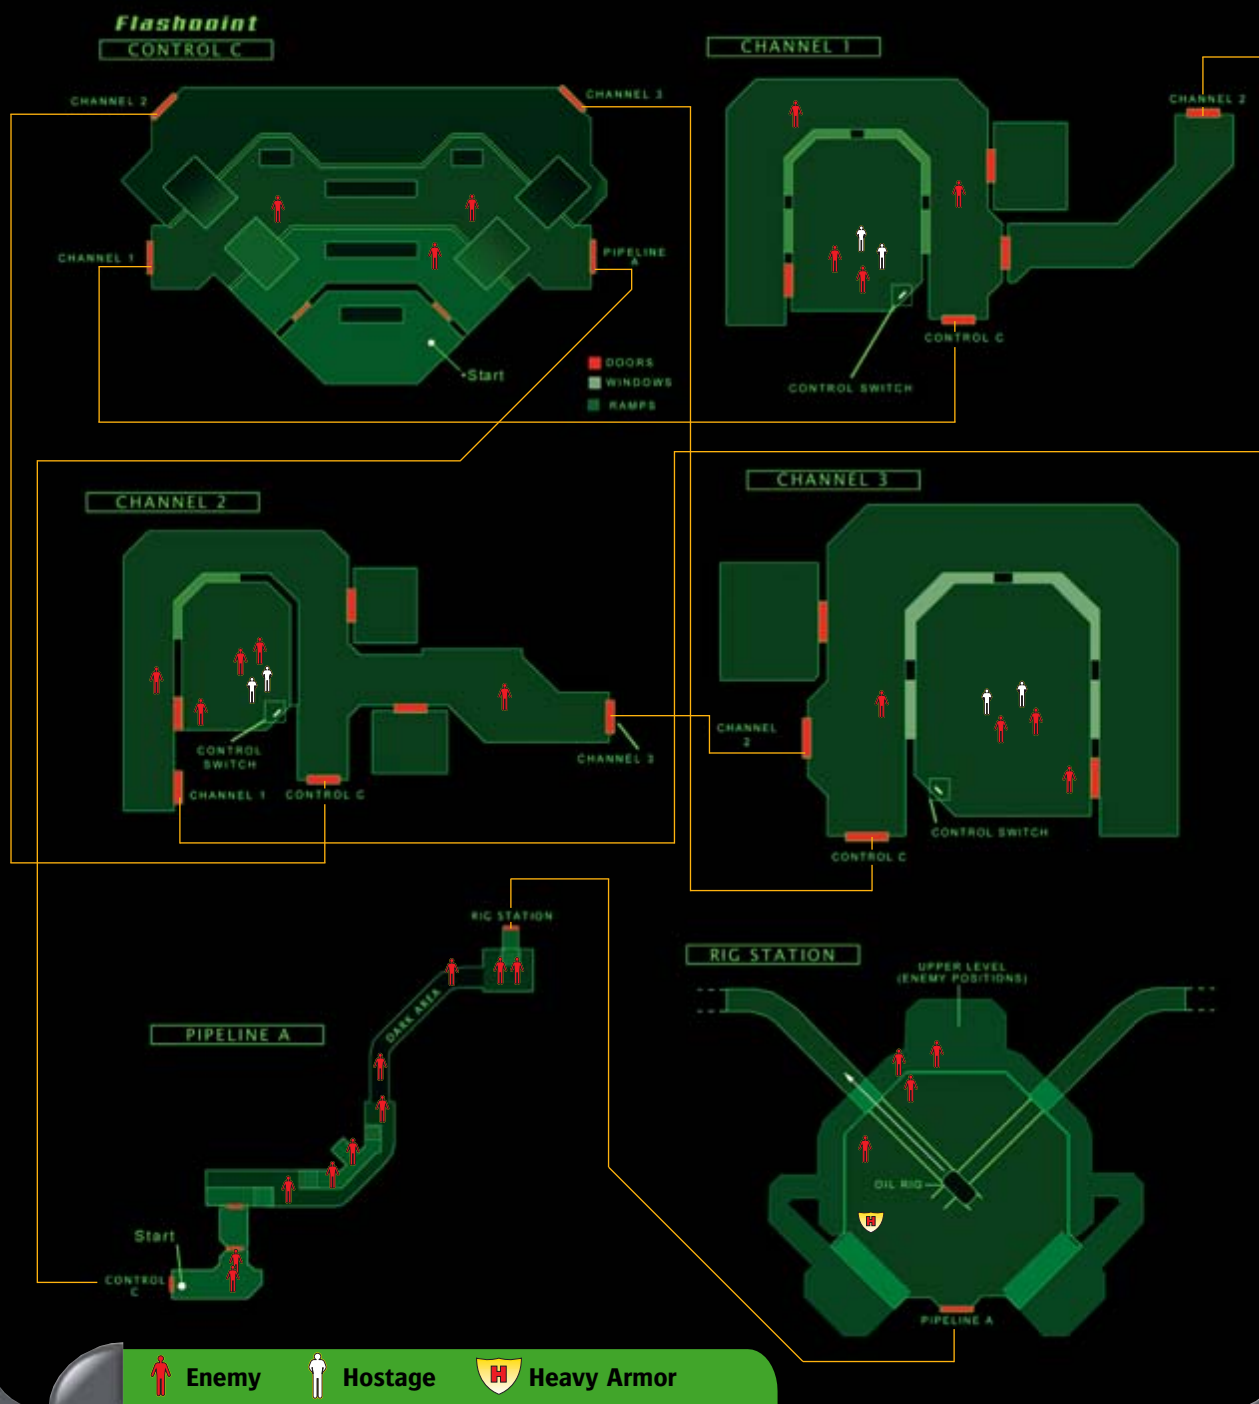 Flashpoint
CONTROL C
CHANNEL 2
CHANNEL 3
CHANNEL 1
PIPELINE
A
Start
DOORS
WINDOWS
RAMPS
CHANNEL 1
CHANNEL 2
CONTROL C
CONTROL SWITCH
CHANNEL 2
CONTROL
SWITCH
CHANNEL 1
CONTROL C
CHANNEL 3
CHANNEL 3
CHANNEL
2
CONTROL SWITCH
CONTROL C
PIPELINE A
RIG STATION
DARK AREA
Start
CONTROL
C
RIG STATION
UPPER LEVEL
(ENEMY POSITIONS)
OIL RIG
H
PIPELINE A
Enemy
Hostage
H
Heavy Armor